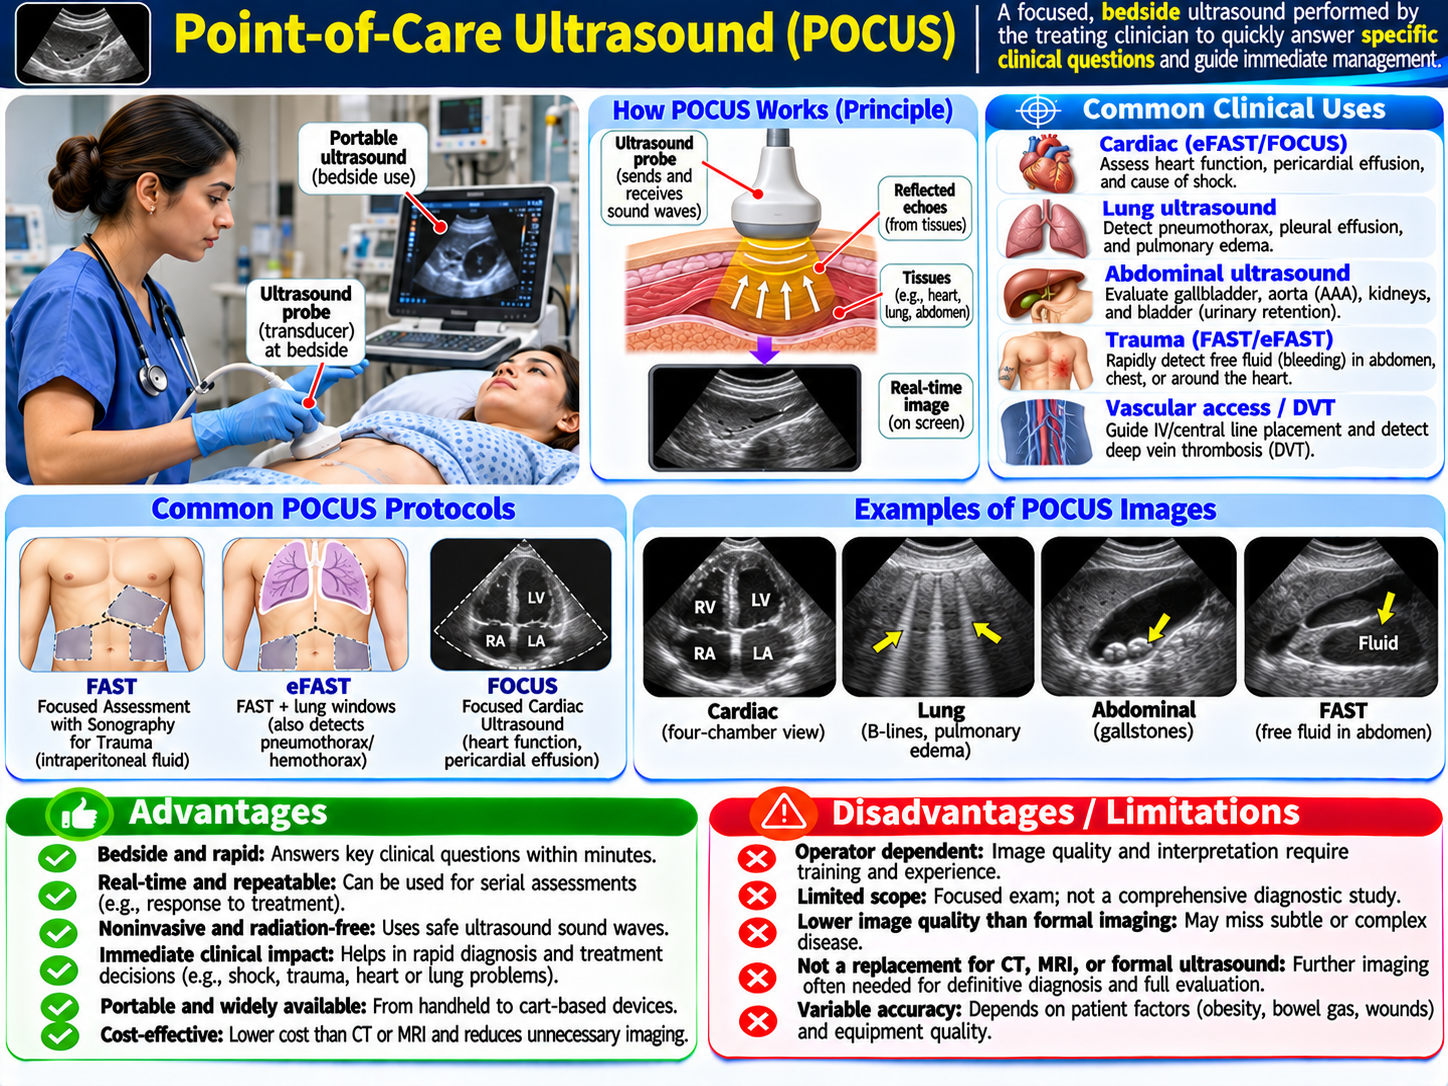 Point-of-Care Ultrasound (POCUS)
A focused, bedside ultrasound performed by
the treating clinician to quickly answer specific
clinical questions and guide immediate management.
Portable
ultrasound
(bedside use)
Ultrasound
probe
(transducer)
at bedside
How POCUS Works (Principle)
Ultrasound
probe
(sends and
receives
sound waves)
Reflected
echoes
(from tissues)
Tissues
(e.g., heart,
lung, abdomen)
Real-time
image
(on screen)
Common Clinical Uses
Cardiac (eFAST/FOCUS)
Assess heart function, pericardial effusion,
and cause of shock.
Lung ultrasound
Detect pneumothorax, pleural effusion,
and pulmonary edema.
Abdominal ultrasound
Evaluate gallbladder, aorta (AAA), kidneys,
and bladder (urinary retention).
Trauma (FAST/eFAST)
Rapidly detect free fluid (bleeding) in abdomen,
chest, or around the heart.
Vascular access / DVT
Guide IV/central line placement and detect
deep vein thrombosis (DVT).
Common POCUS Protocols
FAST
Focused Assessment
with Sonography
for Trauma
(intraperitoneal fluid)
eFAST
FAST + lung windows
(also detects
pneumothorax/
hemothorax)
LV
RA
LA
FOCUS
Focused Cardiac
Ultrasound
(heart function,
pericardial effusion)
Examples of POCUS Images
RV
LV
RA
LA
Cardiac
(four-chamber view)
Lung
(B-lines, pulmonary
edema)
Abdominal
(gallstones)
Fluid
FAST
(free fluid in abdomen)
Advantages
Bedside and rapid: Answers key clinical questions within minutes.
Real-time and repeatable: Can be used for serial assessments
(e.g., response to treatment).
Noninvasive and radiation-free: Uses safe ultrasound sound waves.
Immediate clinical impact: Helps in rapid diagnosis and treatment
decisions (e.g., shock, trauma, heart or lung problems).
Portable and widely available: From handheld to cart-based devices.
Cost-effective: Lower cost than CT or MRI and reduces unnecessary imaging.
Disadvantages / Limitations
Operator dependent: Image quality and interpretation require
training and experience.
Limited scope: Focused exam; not a comprehensive diagnostic study.
Lower image quality than formal imaging: May miss subtle or complex
disease.
Not a replacement for CT, MRI, or formal ultrasound: Further imaging
often needed for definitive diagnosis and full evaluation.
Variable accuracy: Depends on patient factors (obesity, bowel gas, wounds)
and equipment quality.